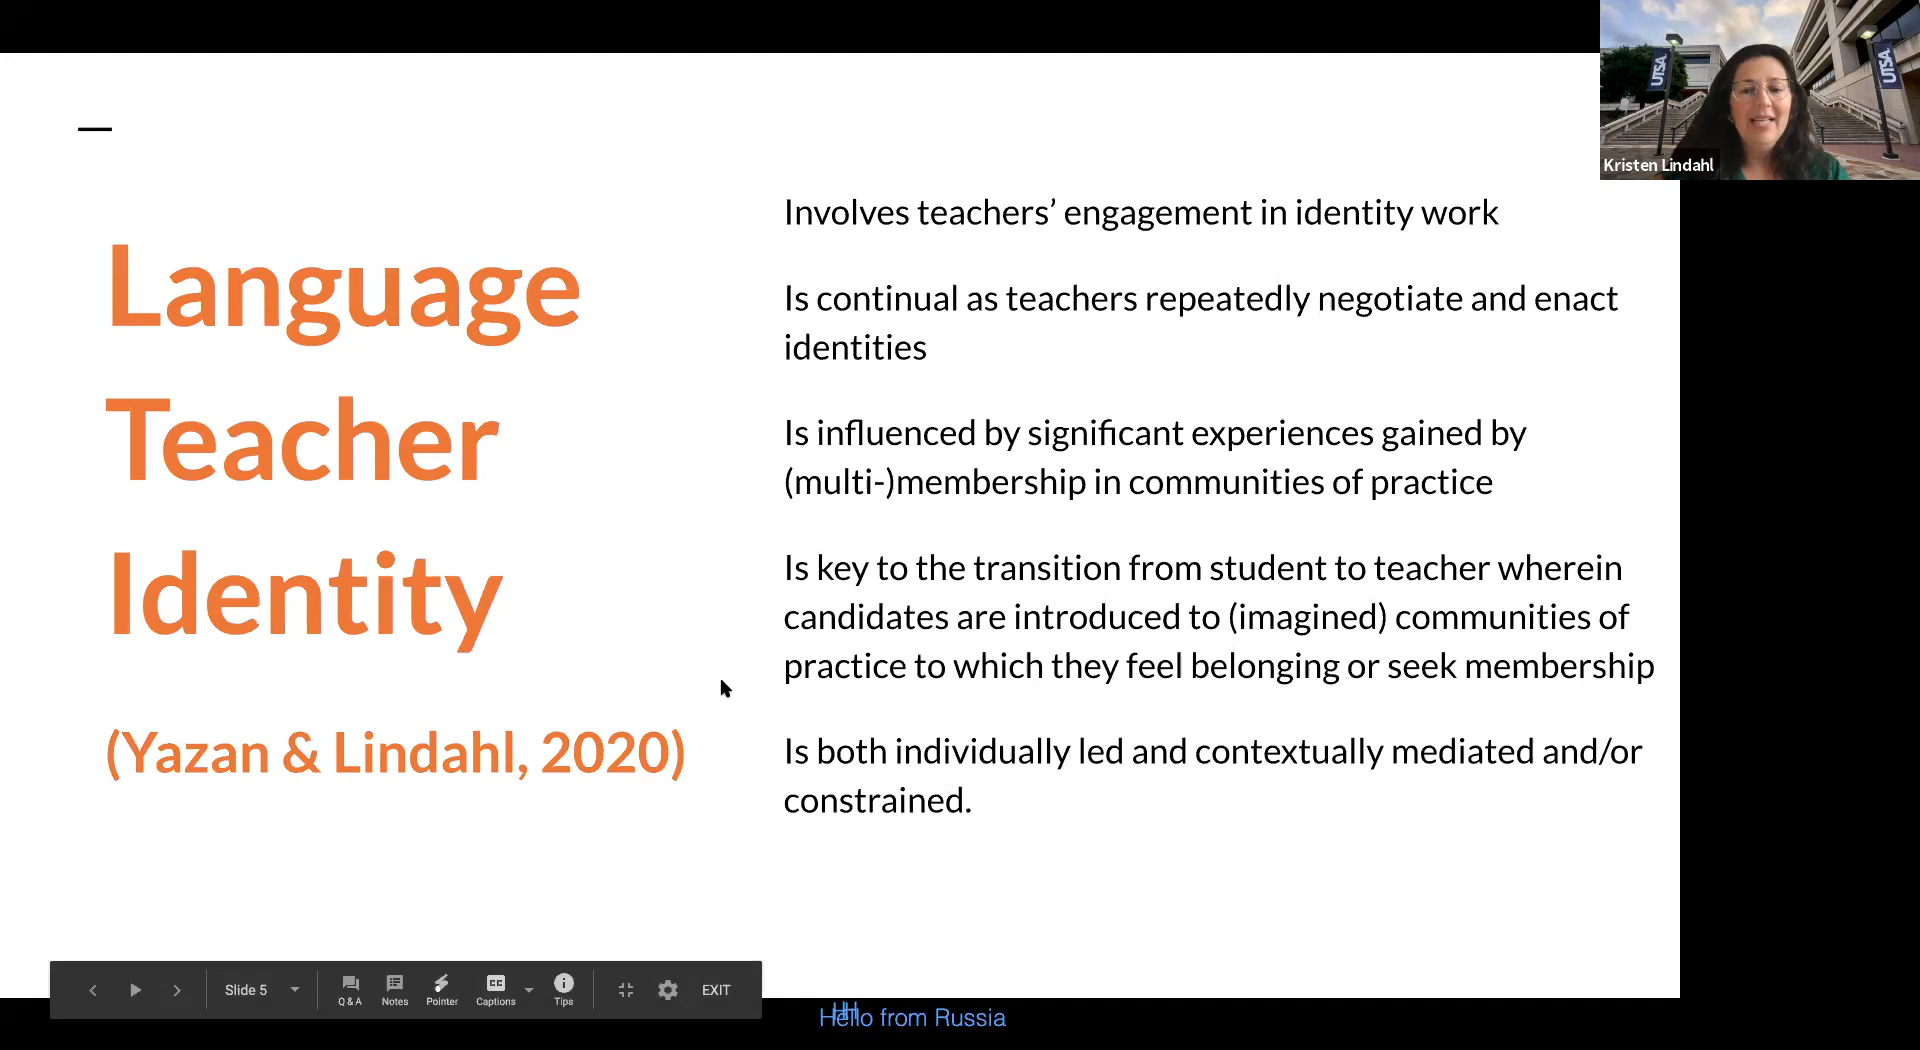 UTSA
UTSA
Kristen Lindahl
Language
Teacher
Identity
(Yazan & Lindahl, 2020)
Involves teachers’ engagement in identity work
Is continual as teachers repeatedly negotiate and enact
identities
Is influenced by significant experiences gained by
(multi-)membership in communities of practice
Is key to the transition from student to teacher wherein
candidates are introduced to (imagined) communities of
practice to which they feel belonging or seek membership
Is both individually led and contextually mediated and/or
constrained.
Slide 5
Q & A
Notes
Pointer
CC
Captions
Tips
EXIT
Hello from Russia